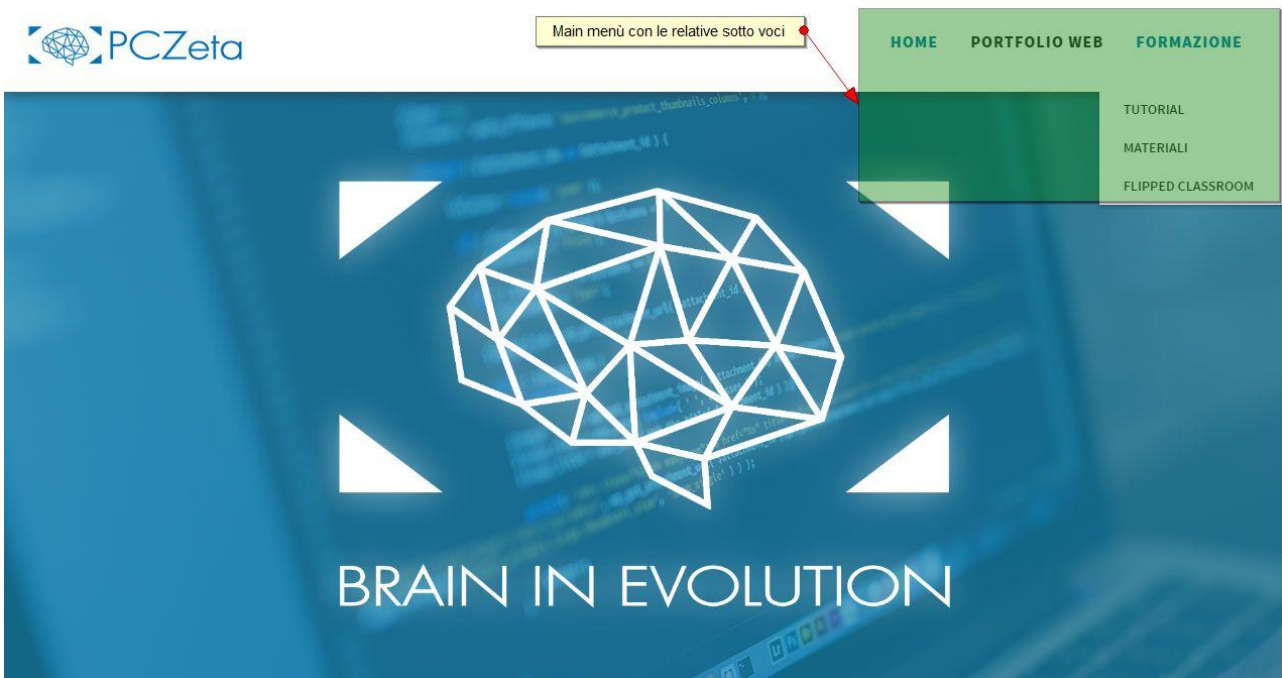 PCZeta
Main menù con le relative sotto voci
HOME PORTFOLIO WEB FORMAZIONE
TUTORIAL
MATERIALI
FLIPPED CLASSROOM
BRAIN IN EVOLUTION